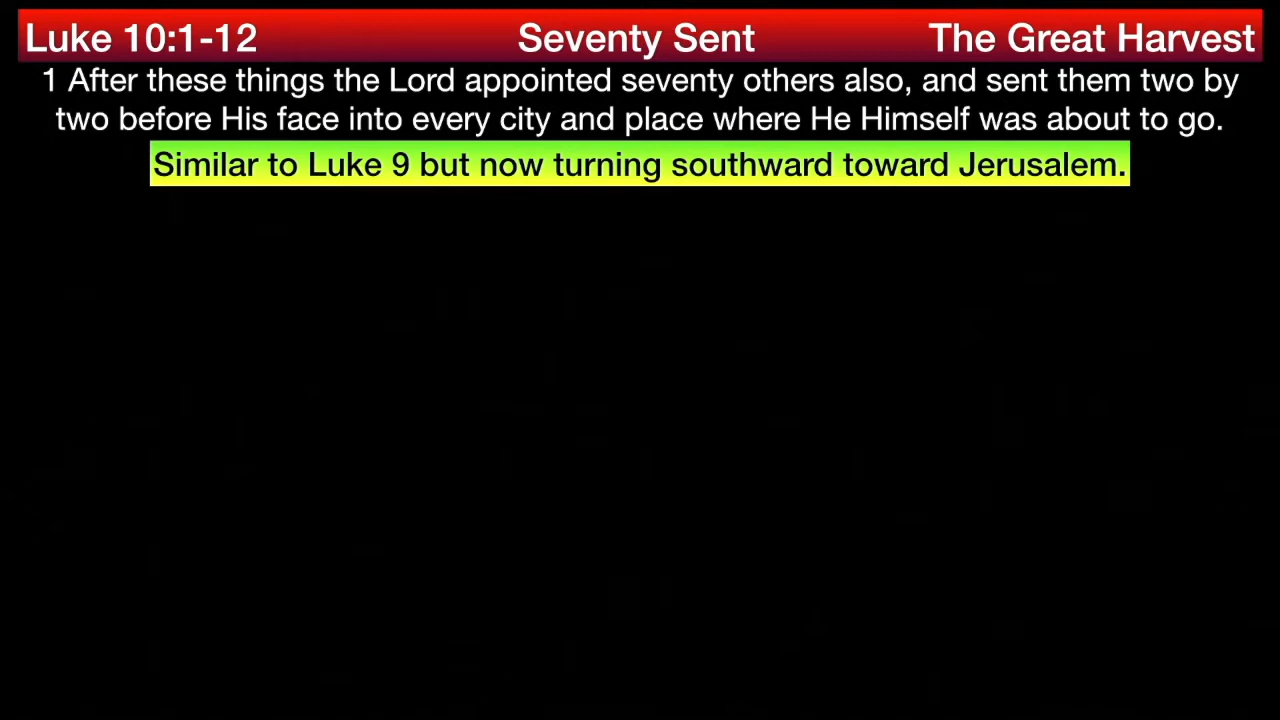 Luke 10:1-12 Seventy Sent The Great Harvest
1 After these things the Lord appointed seventy others also, and sent them two by
two before His face into every city and place where He Himself was about to go.
Similar to Luke 9 but now turning southward toward Jerusalem.